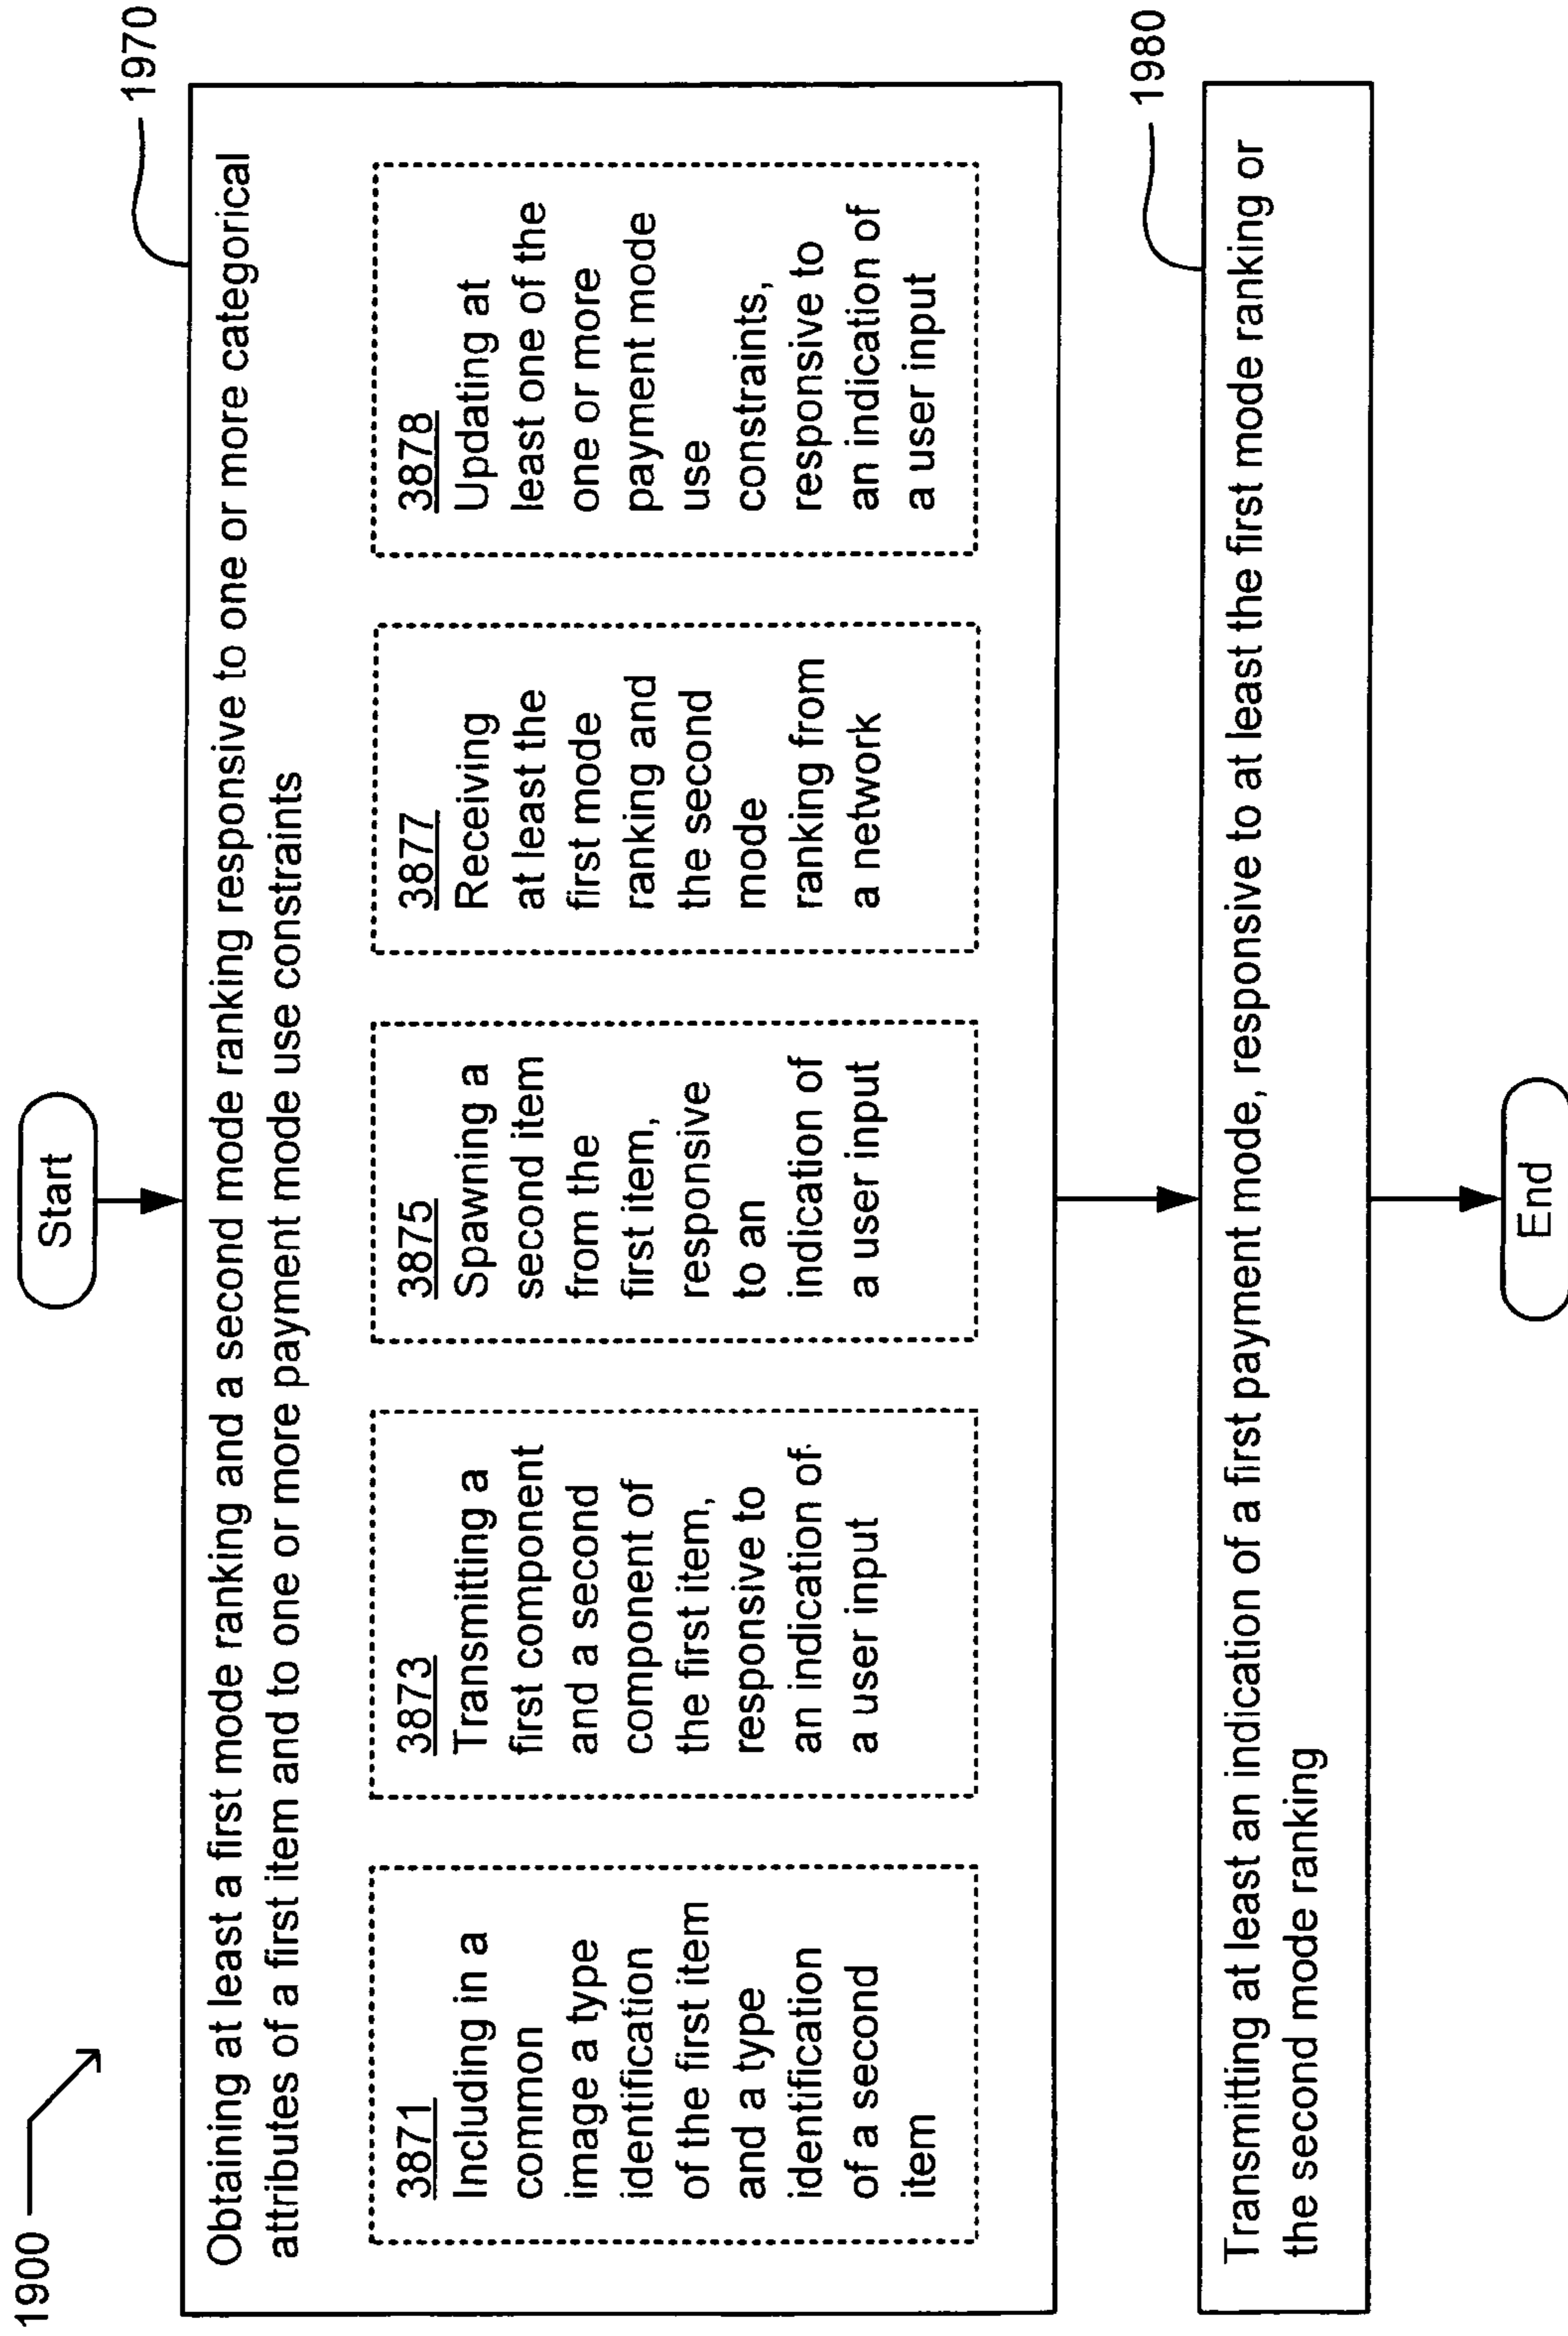 1900
Start
1970
Obtaining at least a first mode ranking and a second mode ranking responsive to one or more categorical
attributes of a first item and to one or more payment mode use constraints
3871
Including in a
common
image a type
identification
of the first item
and a type
identification
of a second
item
3873
Transmitting a
first component
and a second
component of
the first item,
responsive to
an indication of
a user input
3875
Spawning a
second item
from the
first item,
responsive
to an
indication of
a user input
3877
Receiving
at least the
first mode
ranking and
the second
mode
ranking from
a network
3878
Updating at
least one of the
one or more
payment mode
use
constraints,
responsive to
an indication of
a user input
1980
Transmitting at least an indication of a first payment mode, responsive to at least the first mode ranking or
the second mode ranking
End